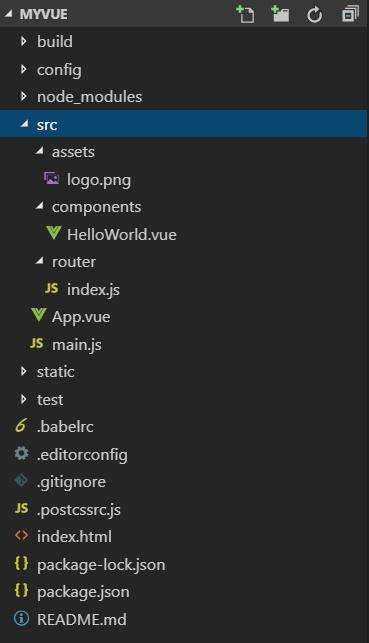 MYVUE
build
config
node_modules
src
assets
logo.png
components
HelloWorld.vue
router
JS index.js
App.vue
JS main.js
static
test
.babelrc
.editorconfig
.gitignore
JS .postcssrc.js
<> index.html
{} package-lock.json
{} package.json
README.md